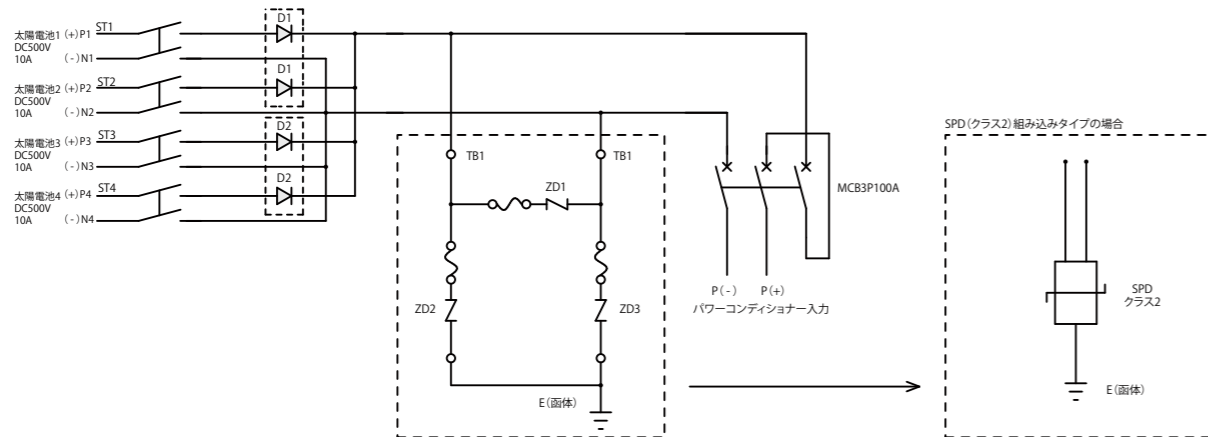 太陽電池1 (+)P1 ST1
DC500V
10A (-)N1
D1
太陽電池2 (+)P2 ST2
DC500V
10A (-)N2
D1
太陽電池3 (+)P3 ST3
DC500V
10A (-)N3
D2
太陽電池4 (+)P4 ST4
DC500V
10A (-)N4
D2
TB1
TB1
ZD1
ZD2
ZD3
E(函体)
MCB3P100A
P(-)
P(+)
パワーコンディショナー入力
SPD(クラス2)組み込みタイプの場合
SPD
クラス2
E(函体)